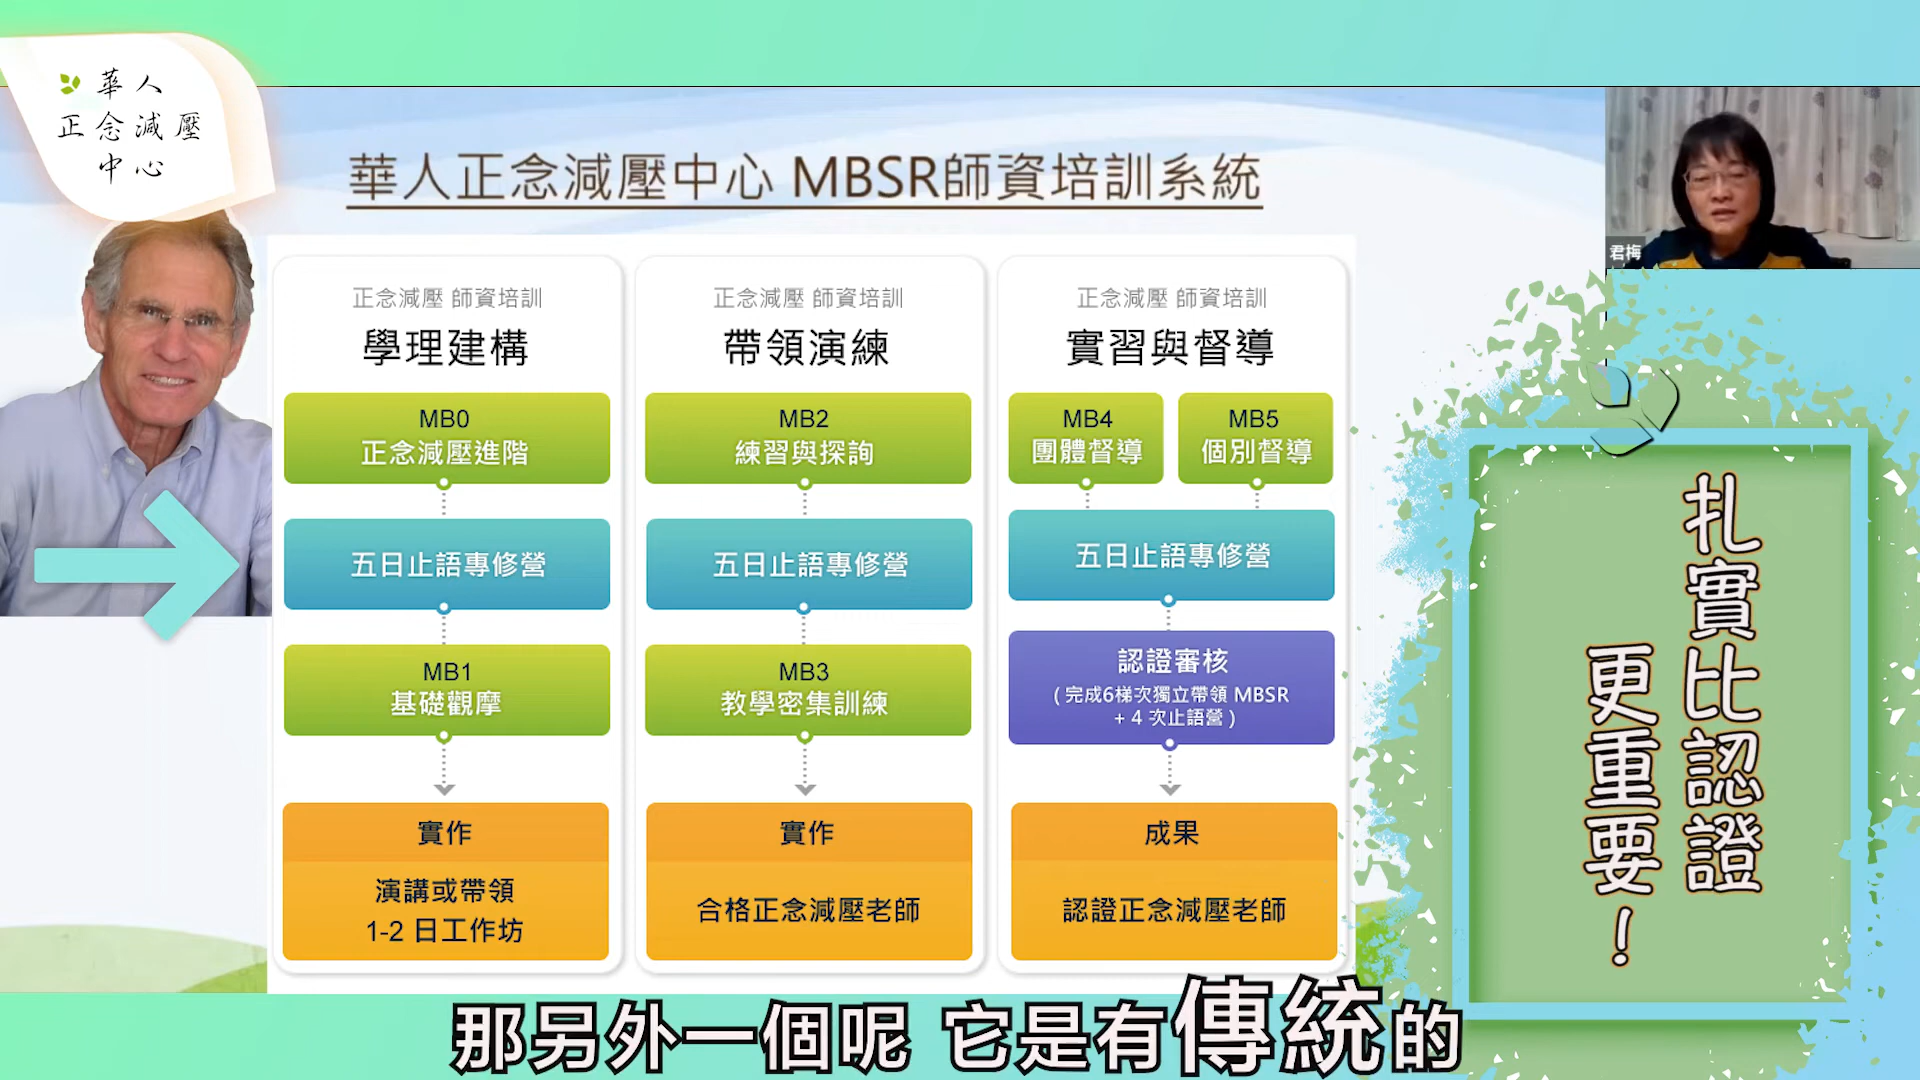 華人
正念減壓
中心
華人正念減壓中心 MBSR師資培訓系統
君梅
正念減壓 師資培訓
學理建構
MB0
正念減壓進階
五日止語專修營
MB1
基礎觀摩
實作
演講或帶領
1-2 日工作坊
正念減壓 師資培訓
帶領演練
MB2
練習與探詢
五日止語專修營
MB3
教學密集訓練
實作
合格正念減壓老師
正念減壓 師資培訓
實習與督導
MB4
團體督導
MB5
個別督導
五日止語專修營
認證審核
( 完成6梯次獨立帶領 MBSR
+ 4 次止語營 )
成果
認證正念減壓老師
扎實比認證
更重要！
那另外一個呢 它是有傳統的